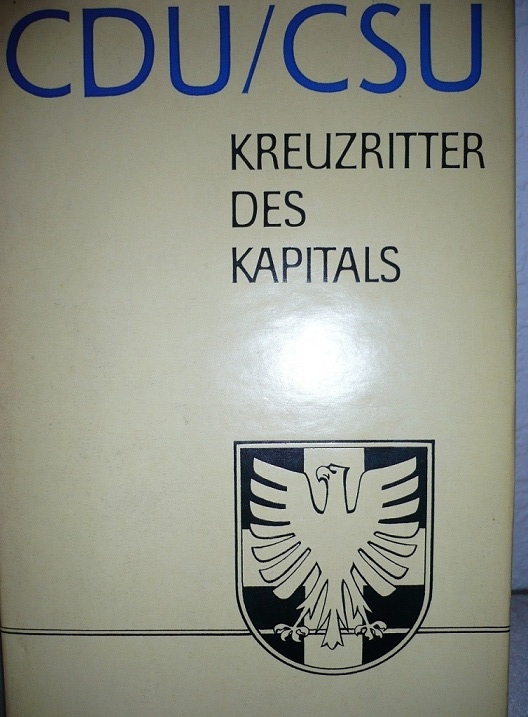 CDU/CSU
KREUZRITTER
DES
KAPITALS